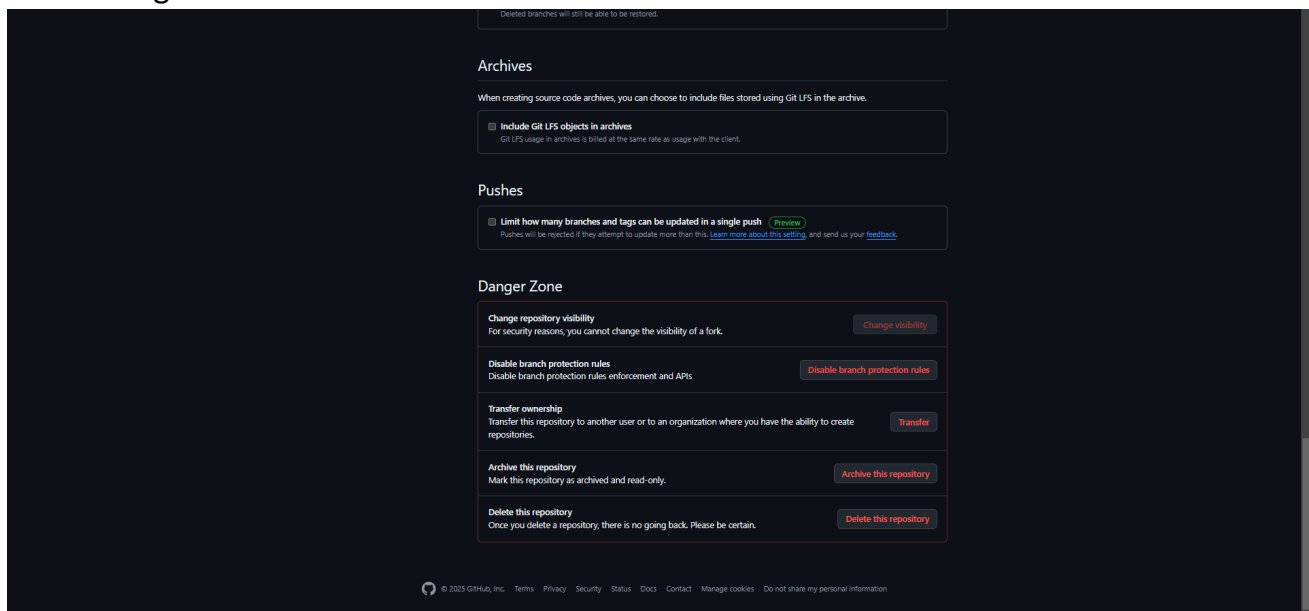 Deleted branches will still be able to be restored.
Archives
When creating source code archives, you can choose to include files stored using Git LFS in the archive.
Include Git LFS objects in archives
Git LFS usage in archives is billed at the same rate as usage with the client.
Pushes
Limit how many branches and tags can be updated in a single push Preview
Pushes will be rejected if they attempt to update more than this. Learn more about this setting, and send us your feedback.
Danger Zone
Change repository visibility
For security reasons, you cannot change the visibility of a fork.
Change visibility
Disable branch protection rules
Disable branch protection rules enforcement and APIs
Disable branch protection rules
Transfer ownership
Transfer this repository to another user or to an organization where you have the ability to create
repositories.
Transfer
Archive this repository
Mark this repository as archived and read-only.
Archive this repository
Delete this repository
Once you delete a repository, there is no going back. Please be certain.
Delete this repository
© 2025 GitHub, Inc. Terms Privacy Security Status Docs Contact Manage cookies Do not share my personal information